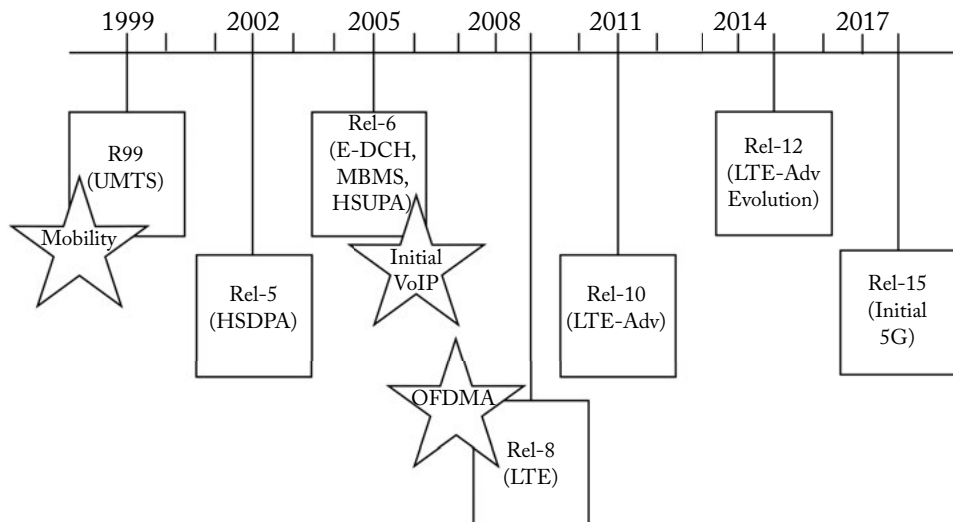 1999 2002 2005 2008 2011 2014 2017
R99
(UMTS)
Mobility
Rel-5
(HSDPA)
Rel-6
(E-DCH,
MBMS,
HSUPA)
Initial
VoIP
OFDMA
Rel-8
(LTE)
Rel-10
(LTE-Adv)
Rel-12
(LTE-Adv
Evolution)
Rel-15
(Initial
5G)